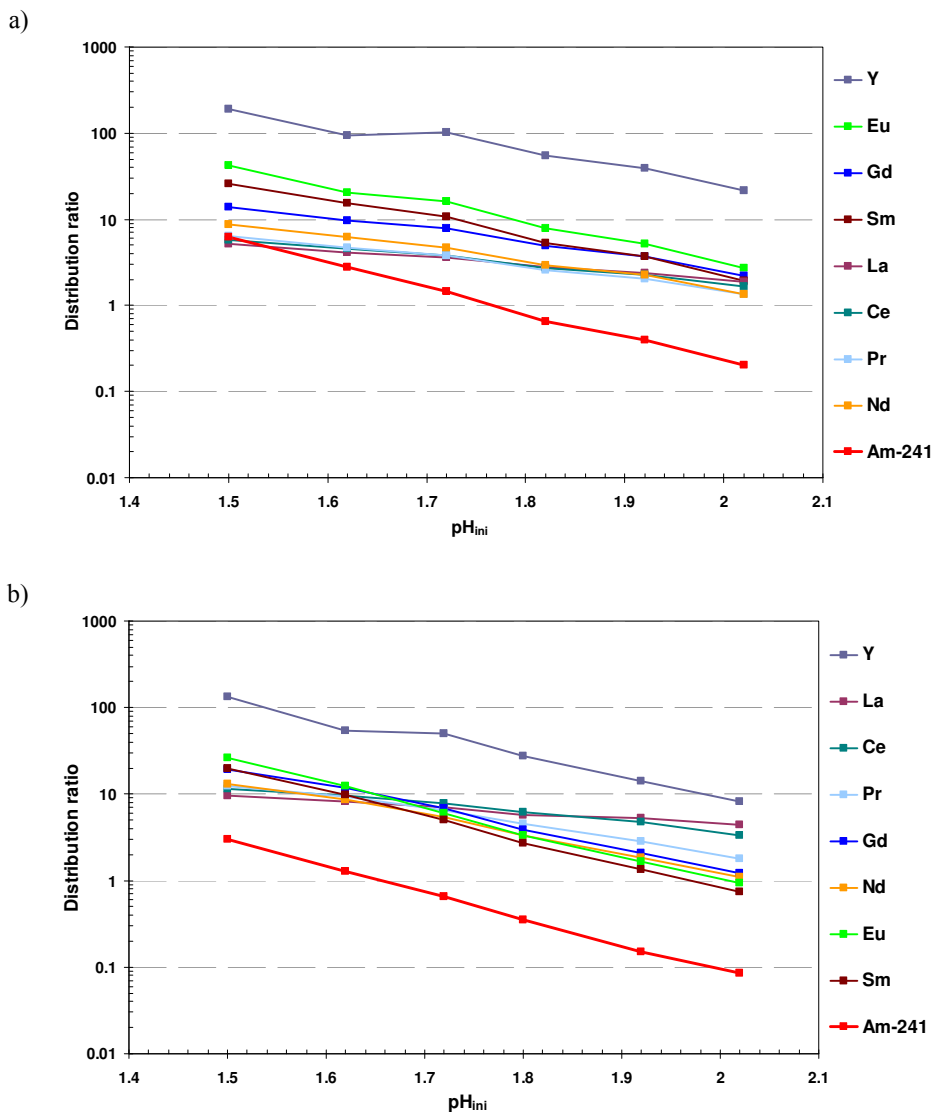 a)
1000
100
10
1
0.1
0.01
Distribution ratio
1.4 1.5 1.6 1.7 1.8 1.9 2 2.1
pHini
Y
Eu
Gd
Sm
La
Ce
Pr
Nd
Am-241
b)
1000
100
10
1
0.1
0.01
Distribution ratio
1.4 1.5 1.6 1.7 1.8 1.9 2 2.1
pHini
Y
La
Ce
Pr
Gd
Nd
Eu
Sm
Am-241